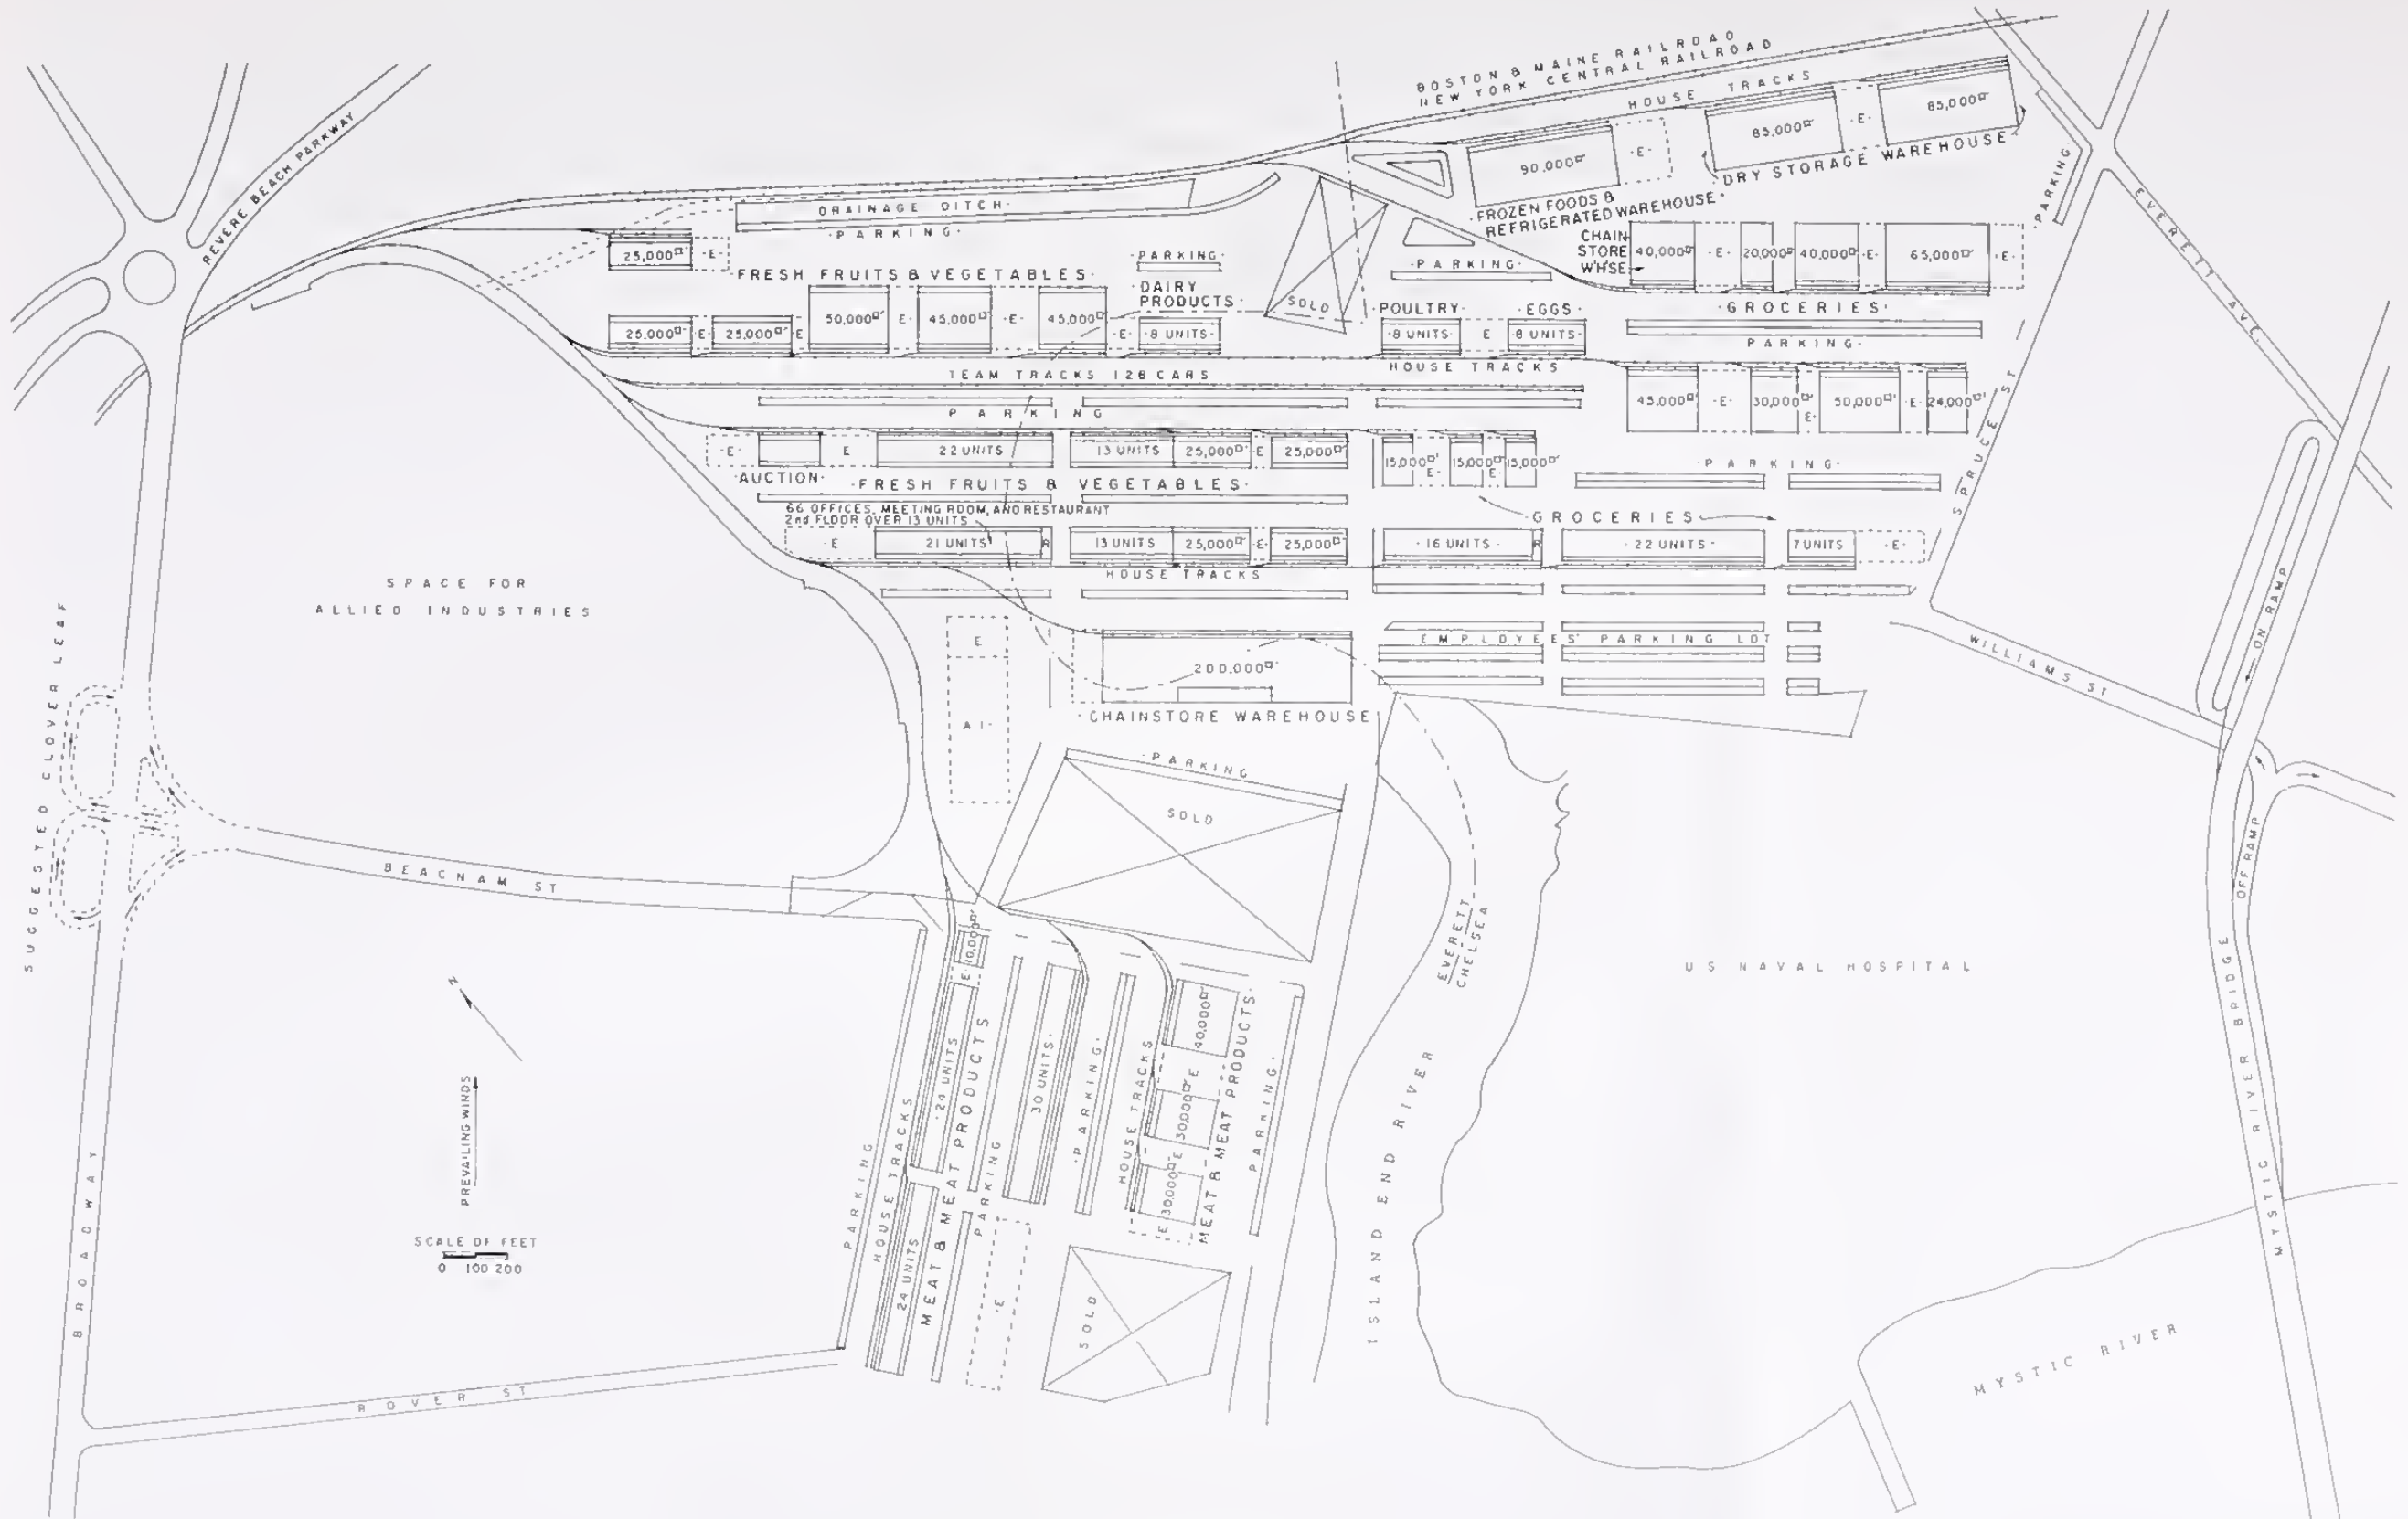 BOSTON & MAINE RAILROAD
NEW YORK CENTRAL RAILROAD
HOUSE TRACKS
85,000□'
·E·
85,000□'
90,000□'
·E·
DRY STORAGE WAREHOUSE
·PARKING·
REVERE BEACH PARKWAY
EVERETT AVE.
·FROZEN FOODS &
REFRIGERATED WAREHOUSE·
DRAINAGE DITCH·
·PARKING·
25,000□'
·E·
CHAIN
STORE
W'HSE
40,000□'
·E·
20,000□'
40,000□'
·E·
65,000□'
·E·
·PARKING·
·PARKING·
·FRESH FRUITS & VEGETABLES·
·DAIRY
PRODUCTS·
SOLD
·POULTRY·
·EGGS·
·GROCERIES·
25,000□'
·E·
25,000□'
E
50,000□'
E·
45,000□'
·E·
45,000□'
·E·
·8 UNITS·
·8 UNITS·
E
·8 UNITS·
PARKING·
TEAM TRACKS 128 CARS
HOUSE TRACKS
PARKING
45,000□'
·E·
30,000□'
E·
50,000□'
·E·
24,000□'
SPRUCE ST
·E·
E
22 UNITS
13 UNITS
25,000□'
E
25,000□'
15,000□'
E·
15,000□'
E·
15,000□'
·PARKING·
·AUCTION·
·FRESH FRUITS & VEGETABLES·
66 OFFICES, MEETING ROOM, AND RESTAURANT
2nd FLOOR OVER 13 UNITS
·GROCERIES
·E
21 UNITS
R
13 UNITS
25,000□'
·E·
25,000□'
·16 UNITS·
R
·22 UNITS·
7 UNITS
·E·
HOUSE TRACKS
SPACE FOR
ALLIED INDUSTRIES
ON RAMP
E
EMPLOYEES' PARKING LOT
WILLIAMS ST
200,000□'
A I·
·CHAINSTORE WAREHOUSE
·PARKING
SOLD
SUGGESTED CLOVER LEAF
BEACHAM ST
OFF RAMP
EVERETT
CHELSEA
US NAVAL HOSPITAL
N
10,000□'
E
·24 UNITS
MEAT & MEAT PRODUCTS
30 UNITS·
·PARKING·
HOUSE TRACKS
40,000□'
E
30,000□'
E
30,000□'
E
MEAT & MEAT PRODUCTS·
PARKING·
PREVAILING WINDS
PARKING
HOUSE TRACKS
24 UNITS
PARKING
·E
SOLD
ISLAND END RIVER
MYSTIC RIVER BRIDGE
MYSTIC
BROADWAY
SCALE OF FEET
0 100 200
ROVER ST
MYSTIC RIVER